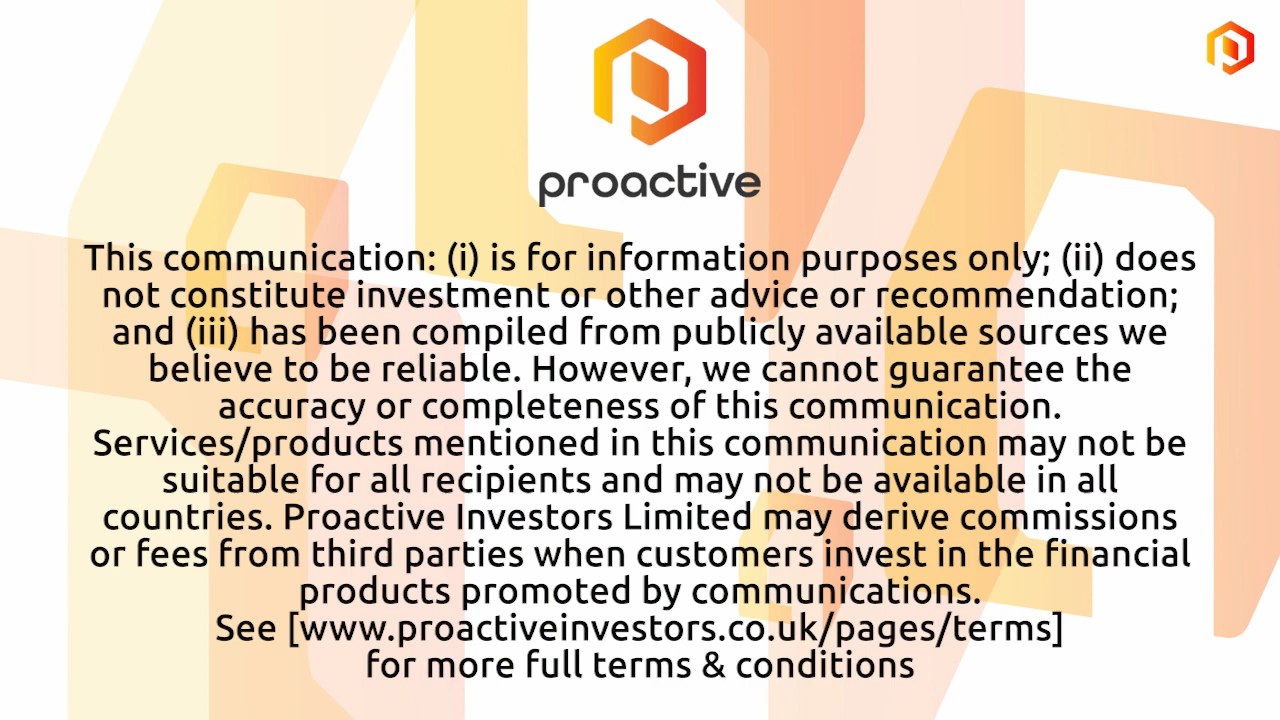 proactive
This communication: (i) is for information purposes only; (ii) does
not constitute investment or other advice or recommendation;
and (iii) has been compiled from publicly available sources we
believe to be reliable. However, we cannot guarantee the
accuracy or completeness of this communication.
Services/products mentioned in this communication may not be
suitable for all recipients and may not be available in all
countries. Proactive Investors Limited may derive commissions
or fees from third parties when customers invest in the financial
products promoted by communications.
See [www.proactiveinvestors.co.uk/pages/terms]
for more full terms & conditions